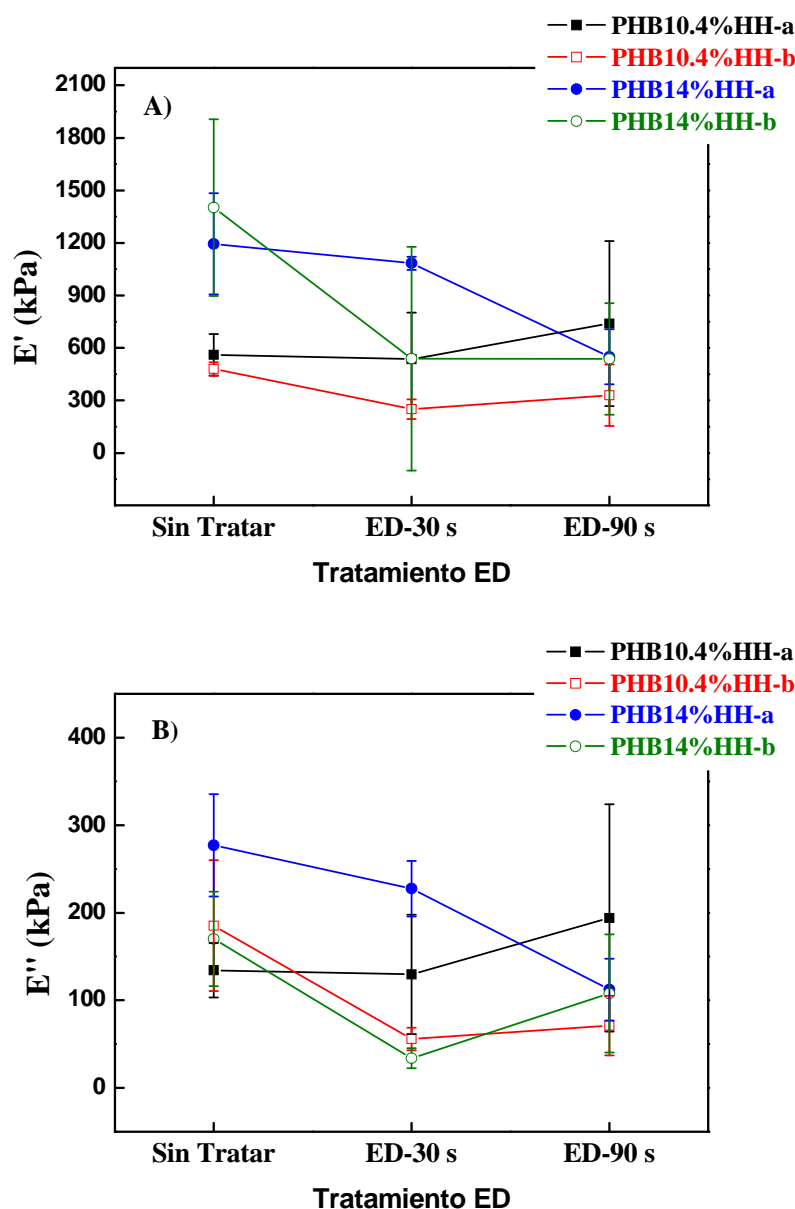 PHB10.4%HH-a
PHB10.4%HH-b
PHB14%HH-a
PHB14%HH-b
A)
2100
1800
1500
1200
900
600
300
0
E' (kPa)
Sin Tratar ED-30 s ED-90 s
Tratamiento ED
PHB10.4%HH-a
PHB10.4%HH-b
PHB14%HH-a
PHB14%HH-b
B)
400
300
200
100
0
E'' (kPa)
Sin Tratar ED-30 s ED-90 s
Tratamiento ED